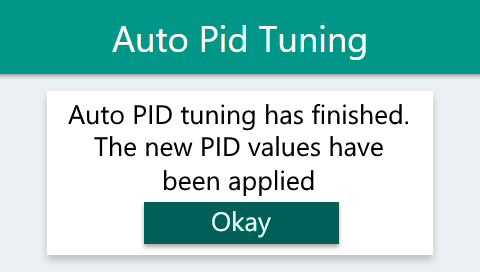 Auto Pid Tuning
Auto PID tuning has finished.
The new PID values have
been applied
Okay